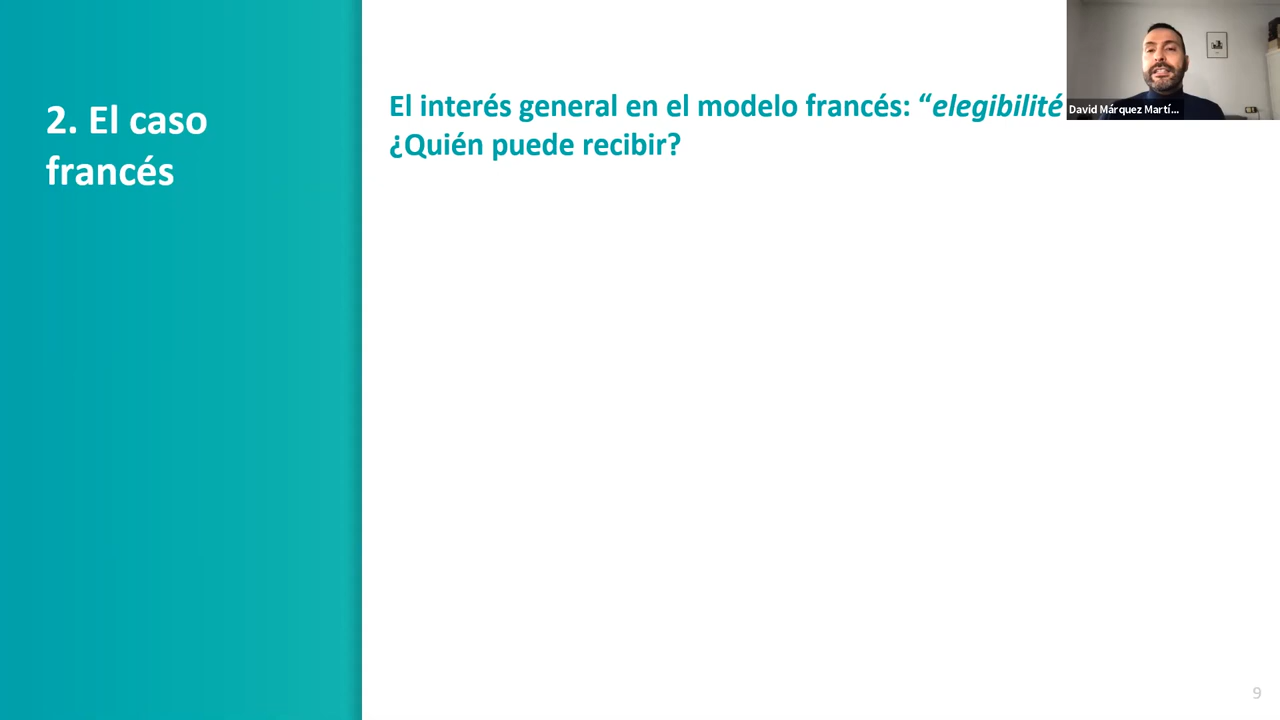 2. El caso
francés
El interés general en el modelo francés: “elegibilité
¿Quién puede recibir?
David Márquez Martí...
9